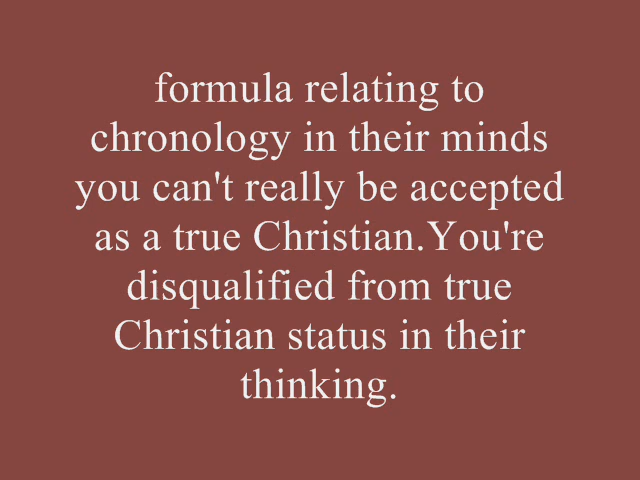 formula relating to
chronology in their minds
you can't really be accepted
as a true Christian.You're
disqualified from true
Christian status in their
thinking.